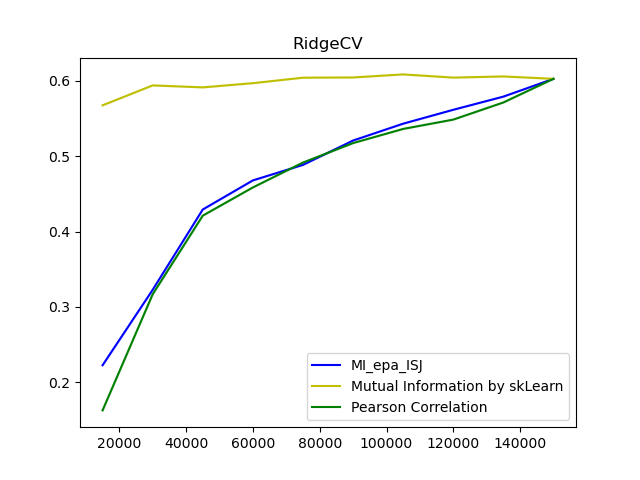 RidgeCV
0.6
0.5
0.4
0.3
0.2
MI_epa_ISJ
Mutual Information by skLearn
Pearson Correlation
20000 40000 60000 80000 100000 120000 140000